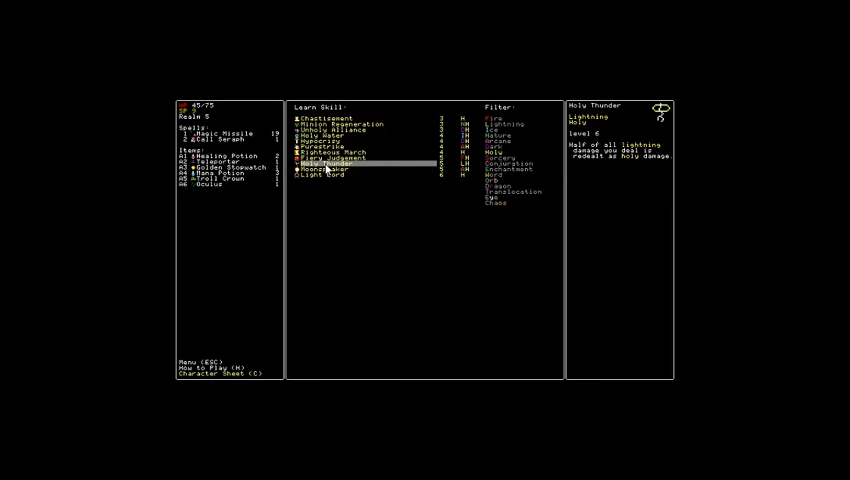 HP 45/75
SP 9
Realm 5
Spells:
1 Magic Missile 19
2 Call Seraph 1
Items:
A1 Healing Potion 2
A2 Teleporter 1
A3 Golden Stopwatch 1
A4 Mana Potion 3
A5 Troll Crown 1
A6 Oculus 1
Menu (ESC)
How to Play (H)
Character Sheet (C)
Learn Skill:
Chastisement 3 H
Minion Regeneration 3 NH
Unholy Alliance 3 DH
Holy Water 4 IH
Hypocrisy 4 DH
Purestrike 4 AH
Righteous March 4 H
Fiery Judgement 5 FH
Holy Thunder 5 LH
Moonspeaker 5 AH
Light Lord 6 H
Filter:
Fire
Lightning
Ice
Nature
Arcane
Dark
Holy
Sorcery
Conjuration
Enchantment
Word
Orb
Dragon
Translocation
Eye
Chaos
Holy Thunder
Lightning
Holy
level 6
Half of all lightning
damage you deal is
redealt as holy damage.